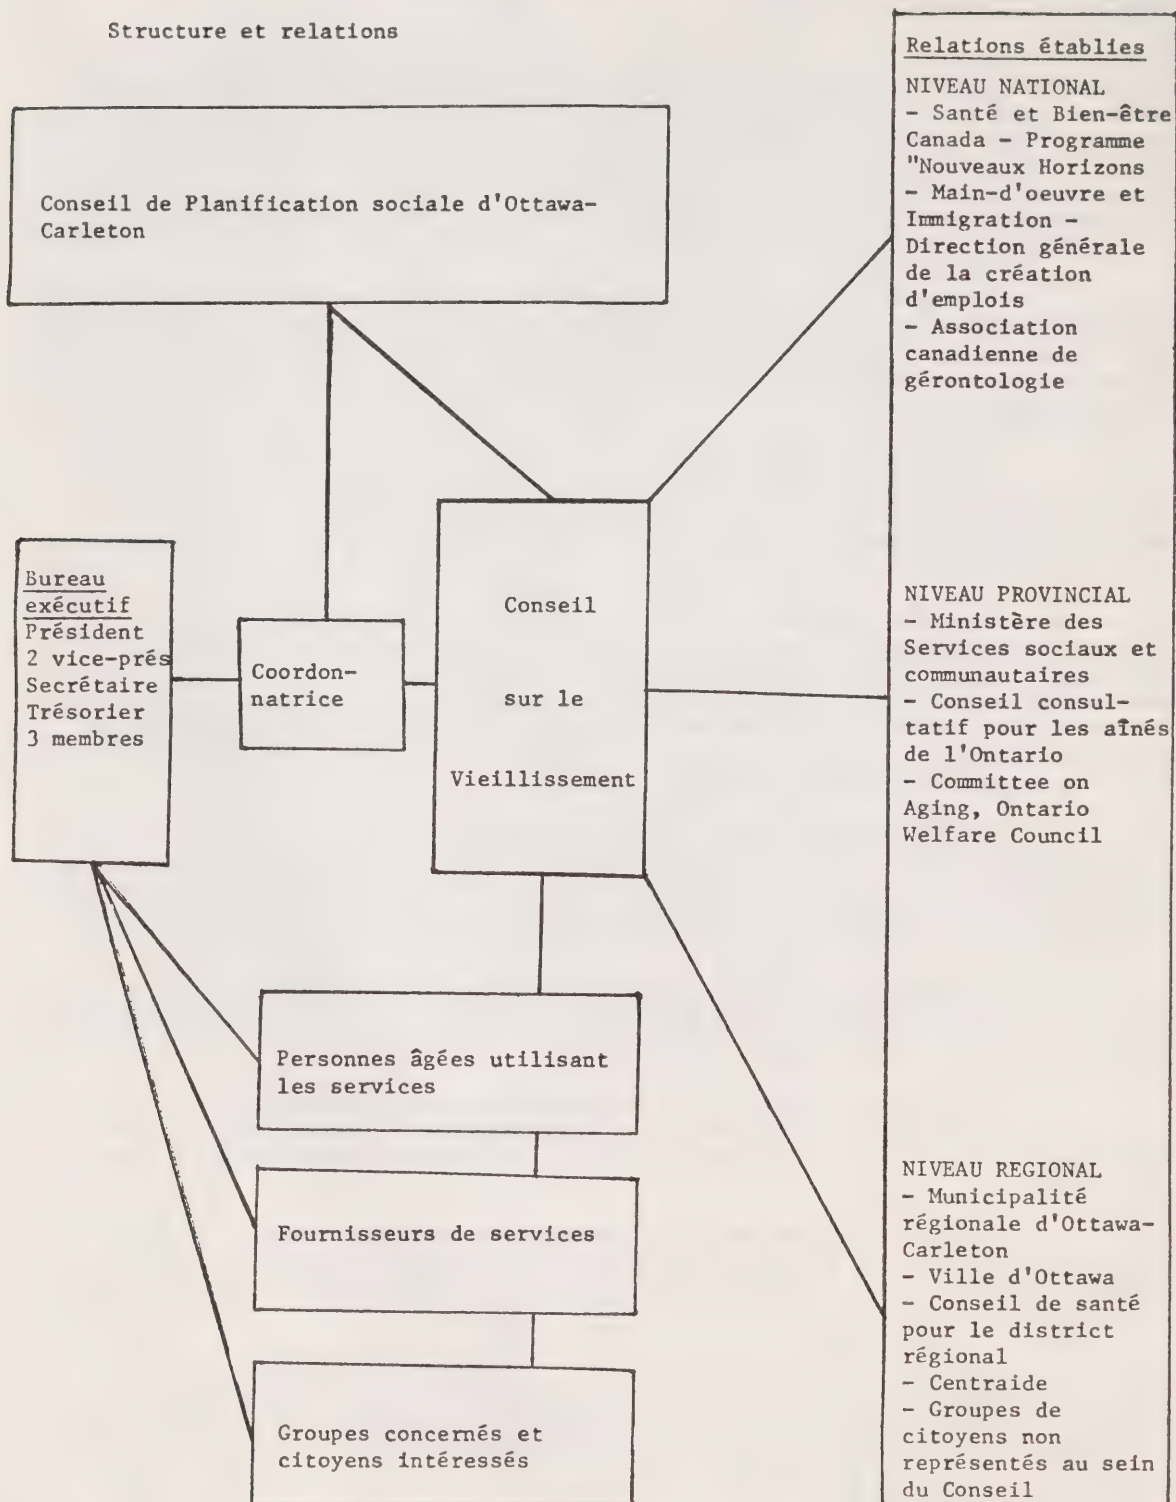 Structure et relations
Conseil de Planification sociale d'Ottawa-
Carleton
Bureau
exécutif
Président
2 vice-prés
Secrétaire
Trésorier
3 membres
Coordon-
natrice
Conseil
sur le
Vieillissement
Personnes âgées utilisant
les services
Fournisseurs de services
Groupes concernés et
citoyens intéressés
Relations établies
NIVEAU NATIONAL
- Santé et Bien-être
Canada - Programme
"Nouveaux Horizons
- Main-d'oeuvre et
Immigration -
Direction générale
de la création
d'emplois
- Association
canadienne de
gérontologie
NIVEAU PROVINCIAL
- Ministère des
Services sociaux et
communautaires
- Conseil consul-
tatif pour les aînés
de l'Ontario
- Committee on
Aging, Ontario
Welfare Council
NIVEAU REGIONAL
- Municipalité
régionale d'Ottawa-
Carleton
- Ville d'Ottawa
- Conseil de santé
pour le district
régional
- Centraide
- Groupes de
citoyens non
représentés au sein
du Conseil